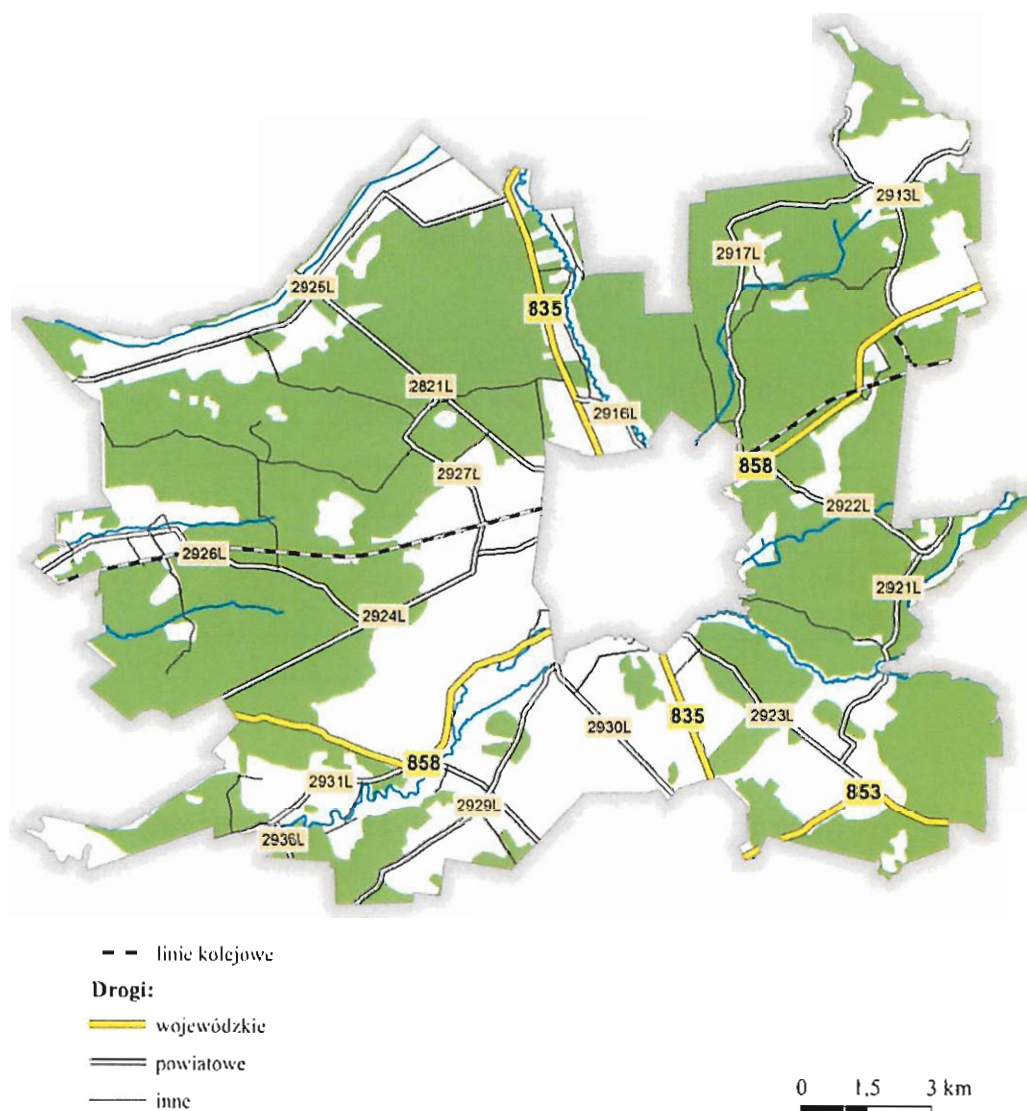 2913L
2917L
2925L
835
2821L
2916L
858
2927L
2922L
2926L
2921L
2924L
2930L
835
2923L
858
2931L
853
2929L
2936L
linie kolejowe
Drogi:
wojewódzkie
powiatowe
inne
0 1,5 3 km